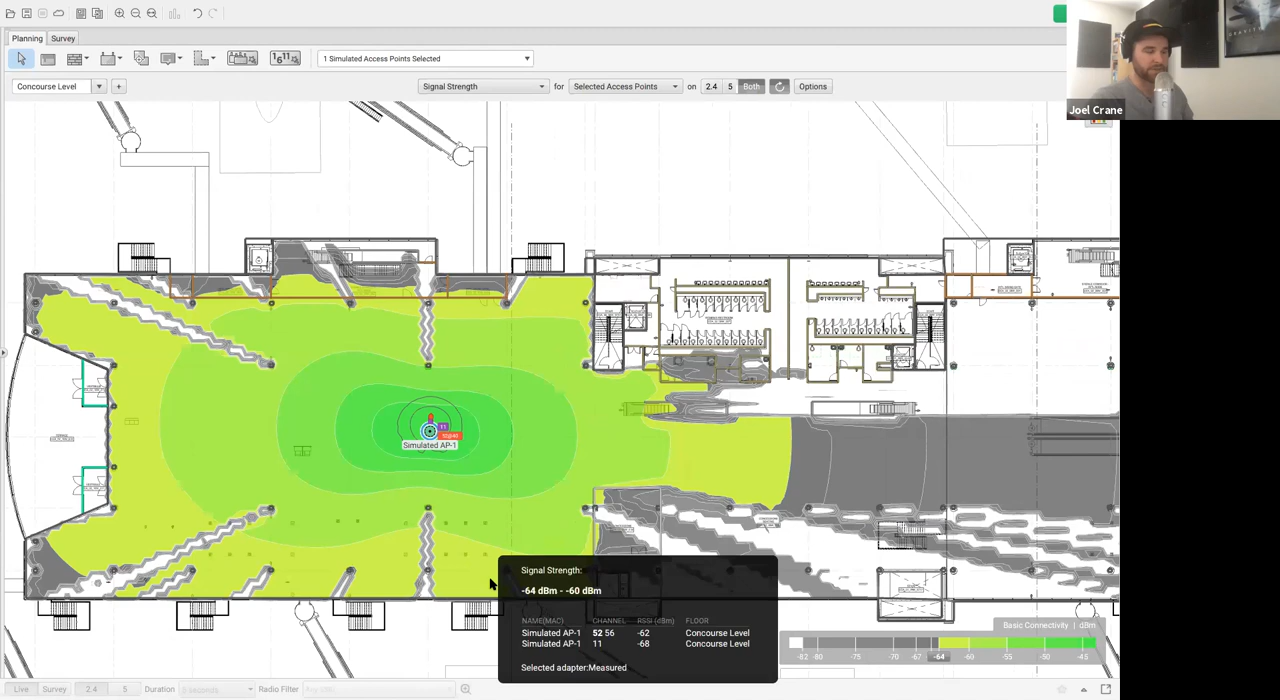 Planning Survey
1 Simulated Access Points Selected
Concourse Level
Signal Strength for Selected Access Points on 2.4 5 Both Options
Joel Crane
11
52@40
Simulated AP-1
Signal Strength:
-64 dBm - -60 dBm
NAME(MAC) CHANNEL RSSI (dBm) FLOOR
Simulated AP-1 52 56 -62 Concourse Level
Simulated AP-1 11 -68 Concourse Level
Selected adapter:Measured
Basic Connectivity | dBm
-82 -80 -75 -70 -67 -64 -60 -55 -50 -45
Live Survey 2.4 5 Duration Radio Filter